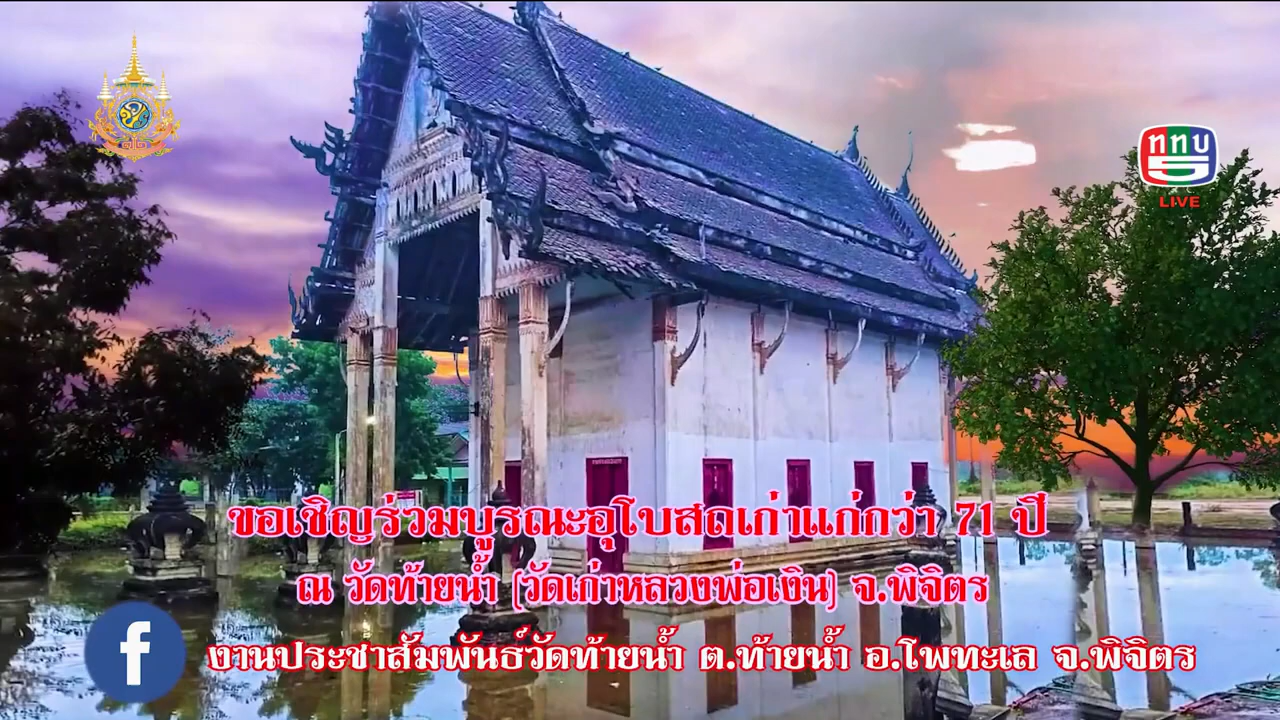 ททบ
5
LIVE
ขอเชิญร่วมบูรณะอุโบสถเก่าแก่กว่า 71 ปี
ณ วัดท้ายน้ำ (วัดเก่าหลวงพ่อเงิน) จ.พิจิตร
f งานประชาสัมพันธ์วัดท้ายน้ำ ต.ท้ายน้ำ อ.โพทะเล จ.พิจิตร